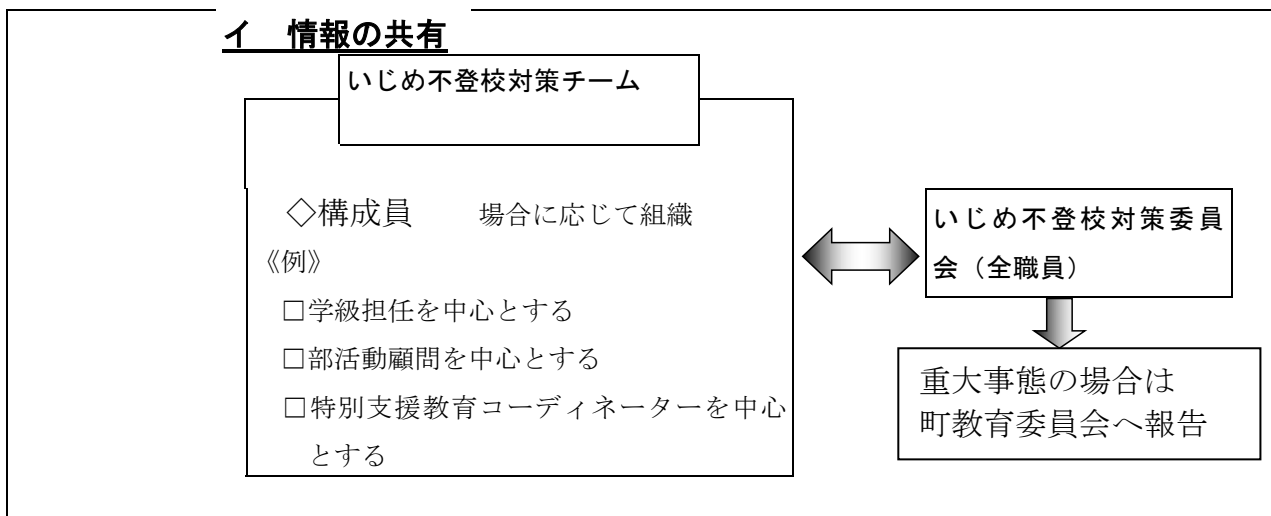 イ　情報の共有
いじめ不登校対策チーム
◇構成員　　場合に応じて組織
《例》
□学級担任を中心とする
□部活動顧問を中心とする
□特別支援教育コーディネーターを中心
とする
いじめ不登校対策委員
会（全職員）
重大事態の場合は
町教育委員会へ報告